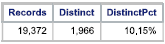 Records Distinct DistinctPct
19,372 1,966 10,15%